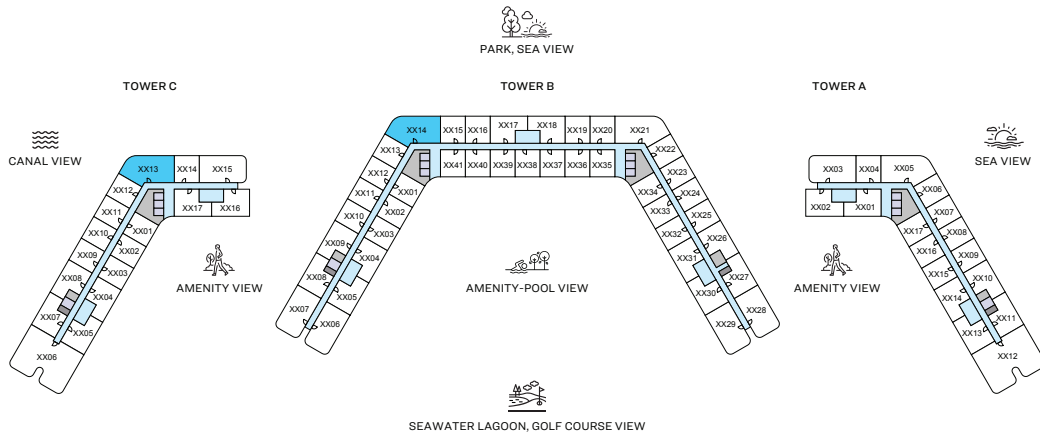 PARK, SEA VIEW
TOWER C
TOWER B
TOWER A
CANAL VIEW
SEA VIEW
XX13
XX14
XX15
XX12
XX11
XX10
XX09
XX08
XX07
XX06
XX01
XX02
XX03
XX04
XX05
XX17
XX16
XX14
XX15
XX16
XX17
XX18
XX19
XX20
XX21
XX13
XX12
XX11
XX10
XX09
XX08
XX07
XX06
XX05
XX04
XX03
XX02
XX01
XX41
XX40
XX39
XX38
XX37
XX36
XX35
XX22
XX23
XX24
XX25
XX26
XX27
XX28
XX29
XX30
XX31
XX32
XX33
XX34
XX03
XX04
XX05
XX02
XX01
XX06
XX07
XX08
XX09
XX10
XX11
XX12
XX13
XX14
XX15
XX16
XX17
AMENITY VIEW
AMENITY-POOL VIEW
AMENITY VIEW
SEAWATER LAGOON, GOLF COURSE VIEW